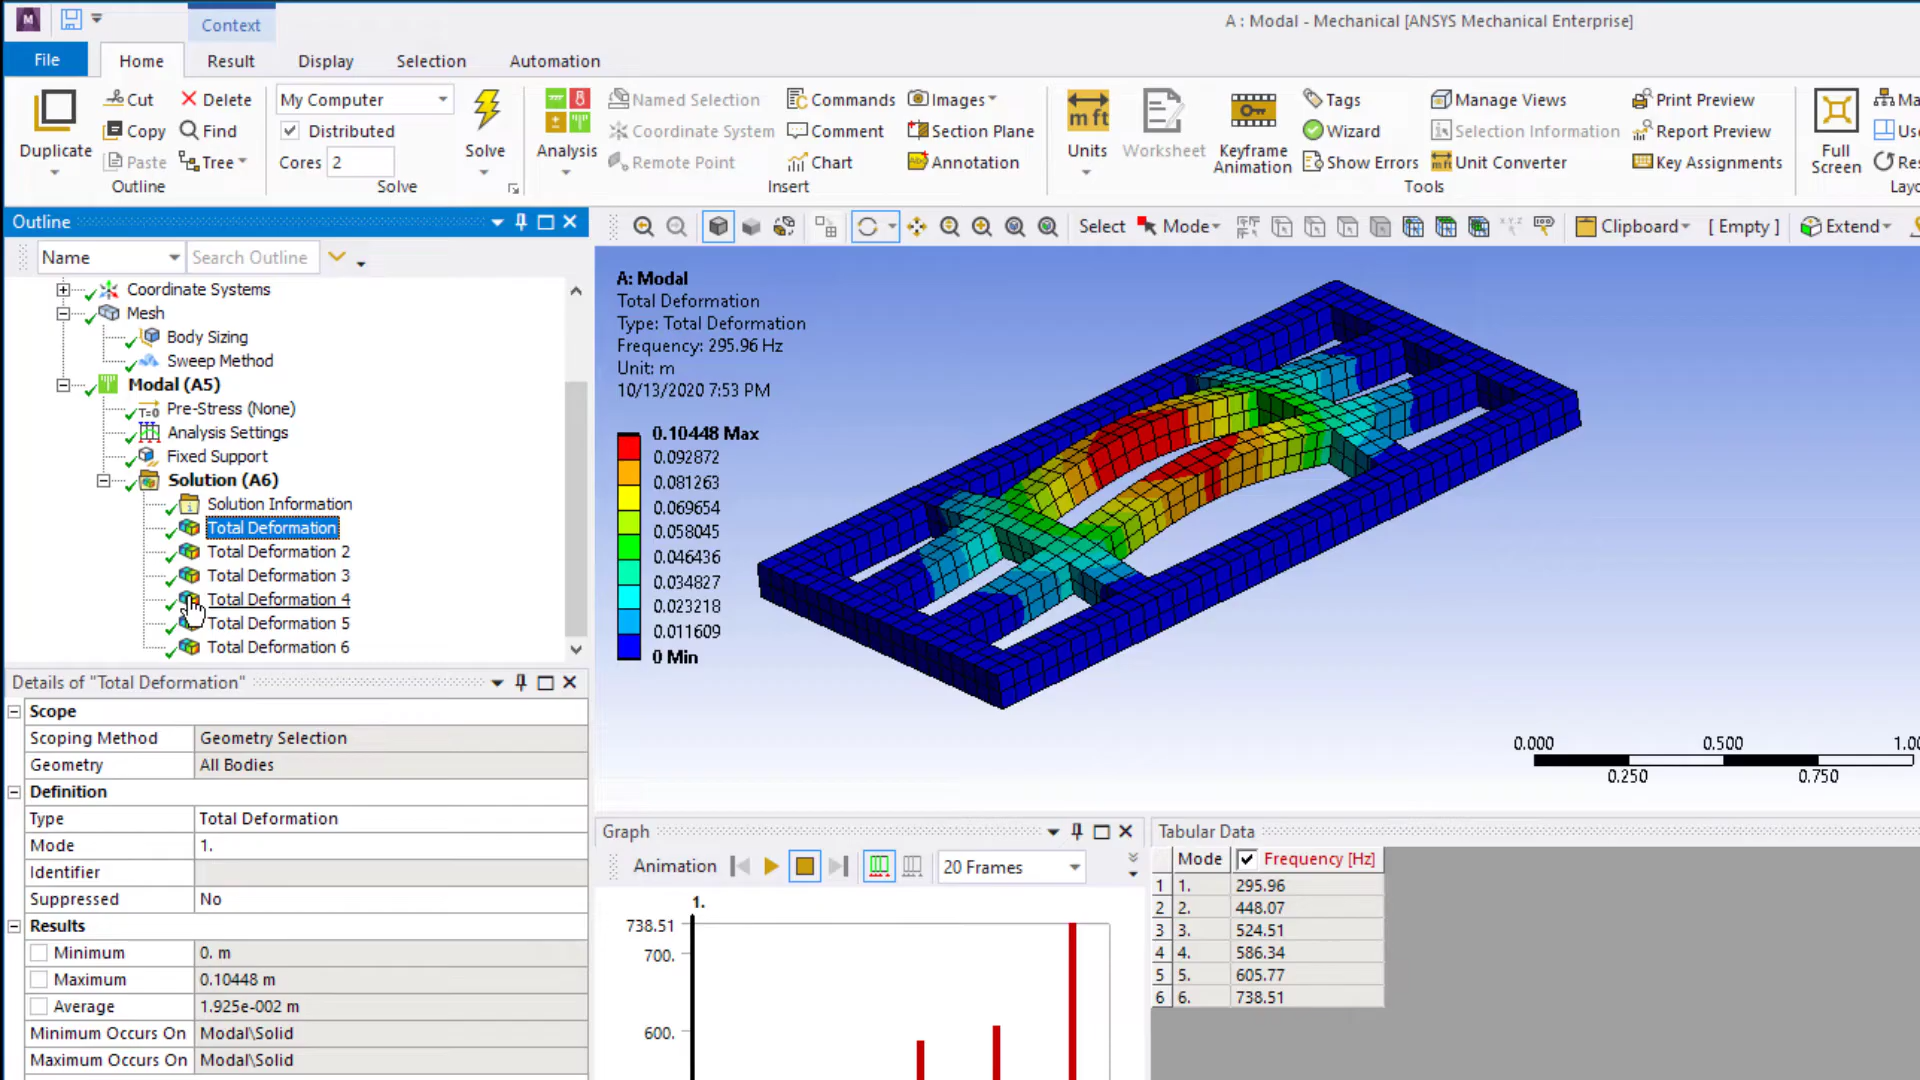 M
Context
A : Modal - Mechanical [ANSYS Mechanical Enterprise]
File
Home
Result
Display
Selection
Automation
Duplicate
Cut
Copy
Paste
Delete
Find
Tree
Outline
My Computer
Distributed
Cores 2
Solve
Solve
Analysis
Named Selection
Coordinate System
Remote Point
Commands
Comment
Chart
Images
Section Plane
Annotation
Insert
Units
Worksheet
Keyframe
Animation
Tags
Wizard
Show Errors
Manage Views
Selection Information
Unit Converter
Print Preview
Report Preview
Key Assignments
Tools
Full
Screen
Ma
Use
Res
Layo
Outline
Name
Search Outline
Coordinate Systems
Mesh
Body Sizing
Sweep Method
Modal (A5)
Pre-Stress (None)
Analysis Settings
Fixed Support
Solution (A6)
Solution Information
Total Deformation
Total Deformation 2
Total Deformation 3
Total Deformation 4
Total Deformation 5
Total Deformation 6
Select
Mode
Clipboard
[ Empty ]
Extend
A: Modal
Total Deformation
Type: Total Deformation
Frequency: 295.96 Hz
Unit: m
10/13/2020 7:53 PM
0.10448 Max
0.092872
0.081263
0.069654
0.058045
0.046436
0.034827
0.023218
0.011609
0 Min
0.000
0.500
1.00
0.250
0.750
Details of "Total Deformation"
Scope
Scoping Method Geometry Selection
Geometry All Bodies
Definition
Type Total Deformation
Mode 1.
Identifier
Suppressed No
Results
Minimum 0. m
Maximum 0.10448 m
Average 1.925e-002 m
Minimum Occurs On Modal\Solid
Maximum Occurs On Modal\Solid
Graph
Animation
20 Frames
1.
738.51
700.
600.
Tabular Data
Mode Frequency [Hz]
1 1. 295.96
2 2. 448.07
3 3. 524.51
4 4. 586.34
5 5. 605.77
6 6. 738.51